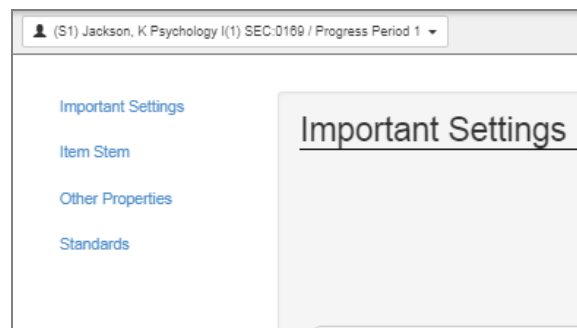 (S1) Jackson, K Psychology I(1) SEC:0169 / Progress Period 1
Important Settings
Important Settings
Item Stem
Other Properties
Standards